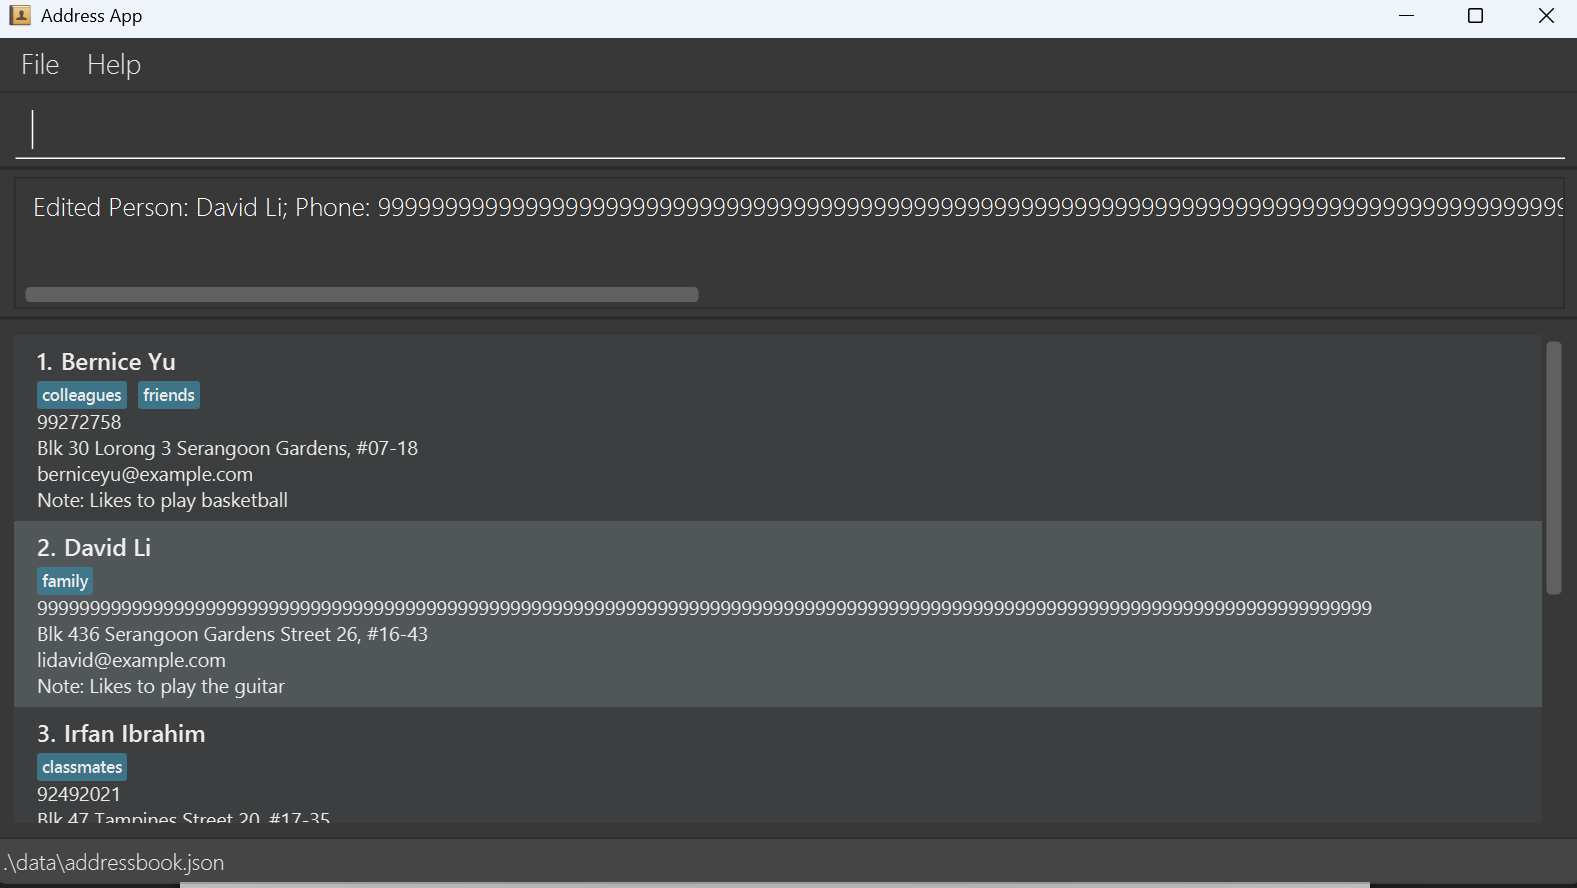 Address App
File Help
Edited Person: David Li; Phone: 9999999999999999999999999999999999999999999999999999999999999999999999999999999999999999
1. Bernice Yu
colleagues friends
99272758
Blk 30 Lorong 3 Serangoon Gardens, #07-18
berniceyu@example.com
Note: Likes to play basketball
2. David Li
family
9999999999999999999999999999999999999999999999999999999999999999999999999999999999999999999999999999999999999999999999999999999
Blk 436 Serangoon Gardens Street 26, #16-43
lidavid@example.com
Note: Likes to play the guitar
3. Irfan Ibrahim
classmates
92492021
Blk 47 Tampines Street 20, #17-35
.\data\addressbook.json